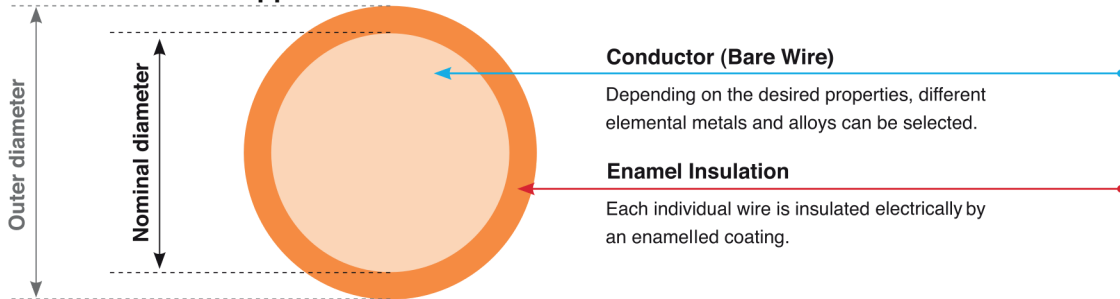 Outer diameter
Nominal diameter
Conductor (Bare Wire)
Depending on the desired properties, different
elemental metals and alloys can be selected.
Enamel Insulation
Each individual wire is insulated electrically by
an enamelled coating.